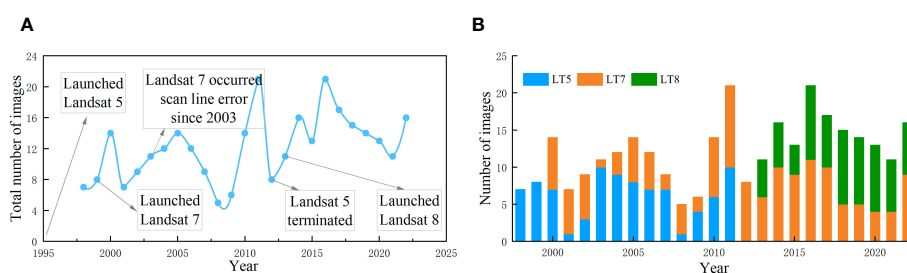 A
Total number of images
24
20
16
12
8
4
0
1995
2000
2005
2010
2015
2020
2025
Year
Launched
Landsat 5
Landsat 7 occurred
scan line error
since 2003
Launched
Landsat 7
Landsat 5
terminated
Launched
Landsat 8
B
Number of images
25
20
15
10
5
0
LT5
LT7
LT8
2000
2005
2010
2015
2020
Year